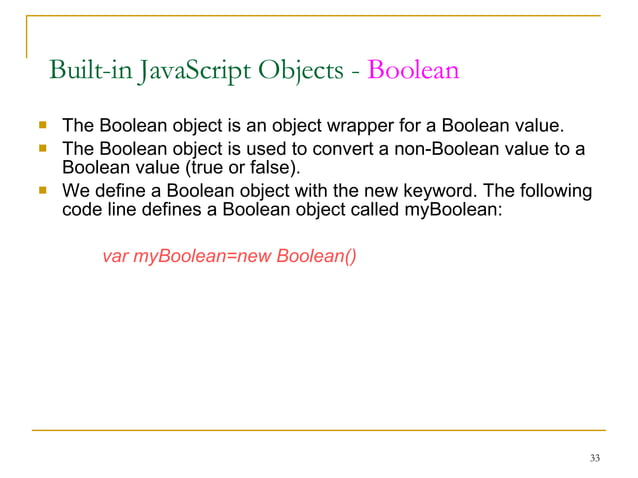 Built-in JavaScript Objects - Boolean
The Boolean object is an object wrapper for a Boolean value.
The Boolean object is used to convert a non-Boolean value to a
Boolean value (true or false).
We define a Boolean object with the new keyword. The following
code line defines a Boolean object called myBoolean:
var myBoolean=new Boolean()
33